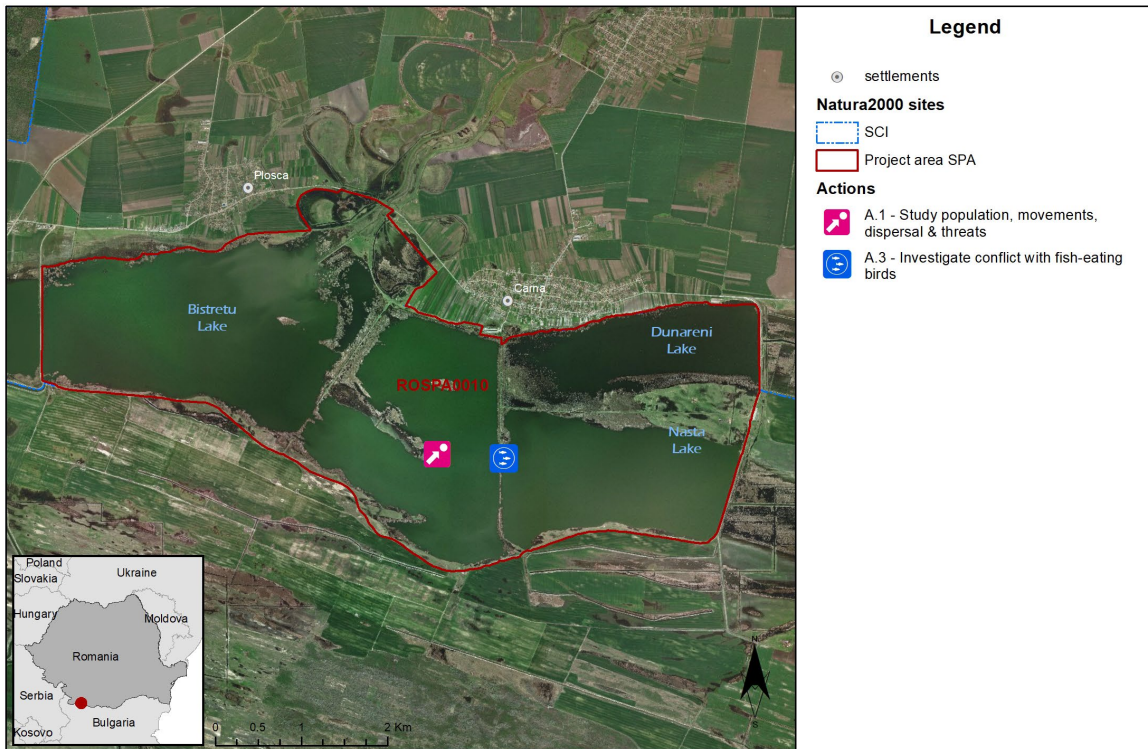 Plosca
Carna
Bistretu
Lake
Dunareni
Lake
ROSPA0010
Nasta
Lake
N
S
0 0.5 1 2 Km
Poland
Slovakia
Ukraine
Hungary
Moldova
Romania
Serbia
Bulgaria
Kosovo
Legend
settlements
Natura2000 sites
SCI
Project area SPA
Actions
A.1 - Study population, movements,
dispersal & threats
A.3 - Investigate conflict with fish-eating
birds